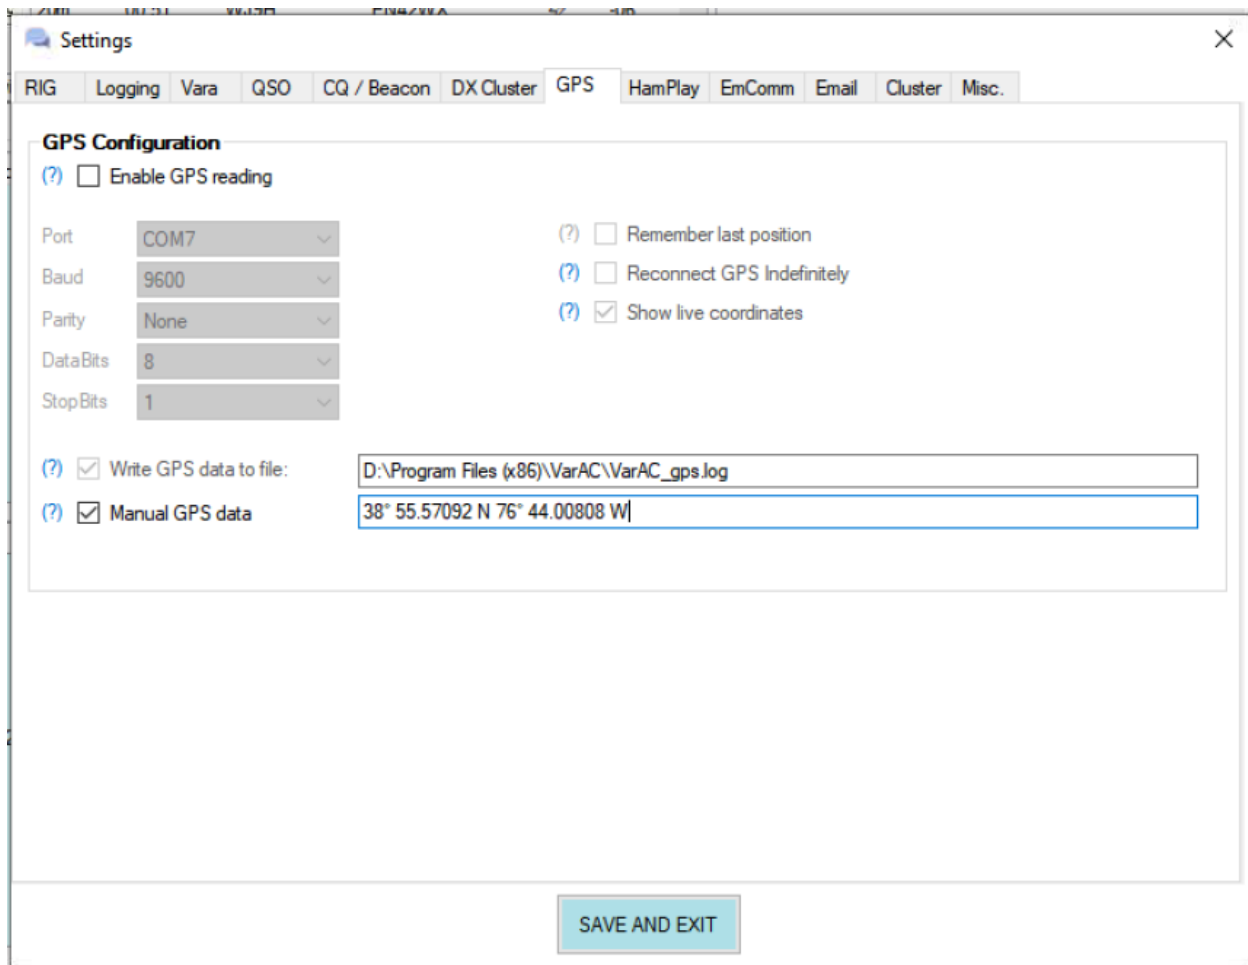 Settings
RIG Logging Vara QSO CQ / Beacon DX Cluster GPS HamPlay EmComm Email Cluster Misc.
GPS Configuration
(?) Enable GPS reading
Port COM7 (?) Remember last position
Baud 9600 (?) Reconnect GPS Indefinitely
Parity None (?) Show live coordinates
DataBits 8
StopBits 1
(?) Write GPS data to file: D:\Program Files (x86)\VarAC\VarAC_gps.log
(?) Manual GPS data 38° 55.57092 N 76° 44.00808 W
SAVE AND EXIT